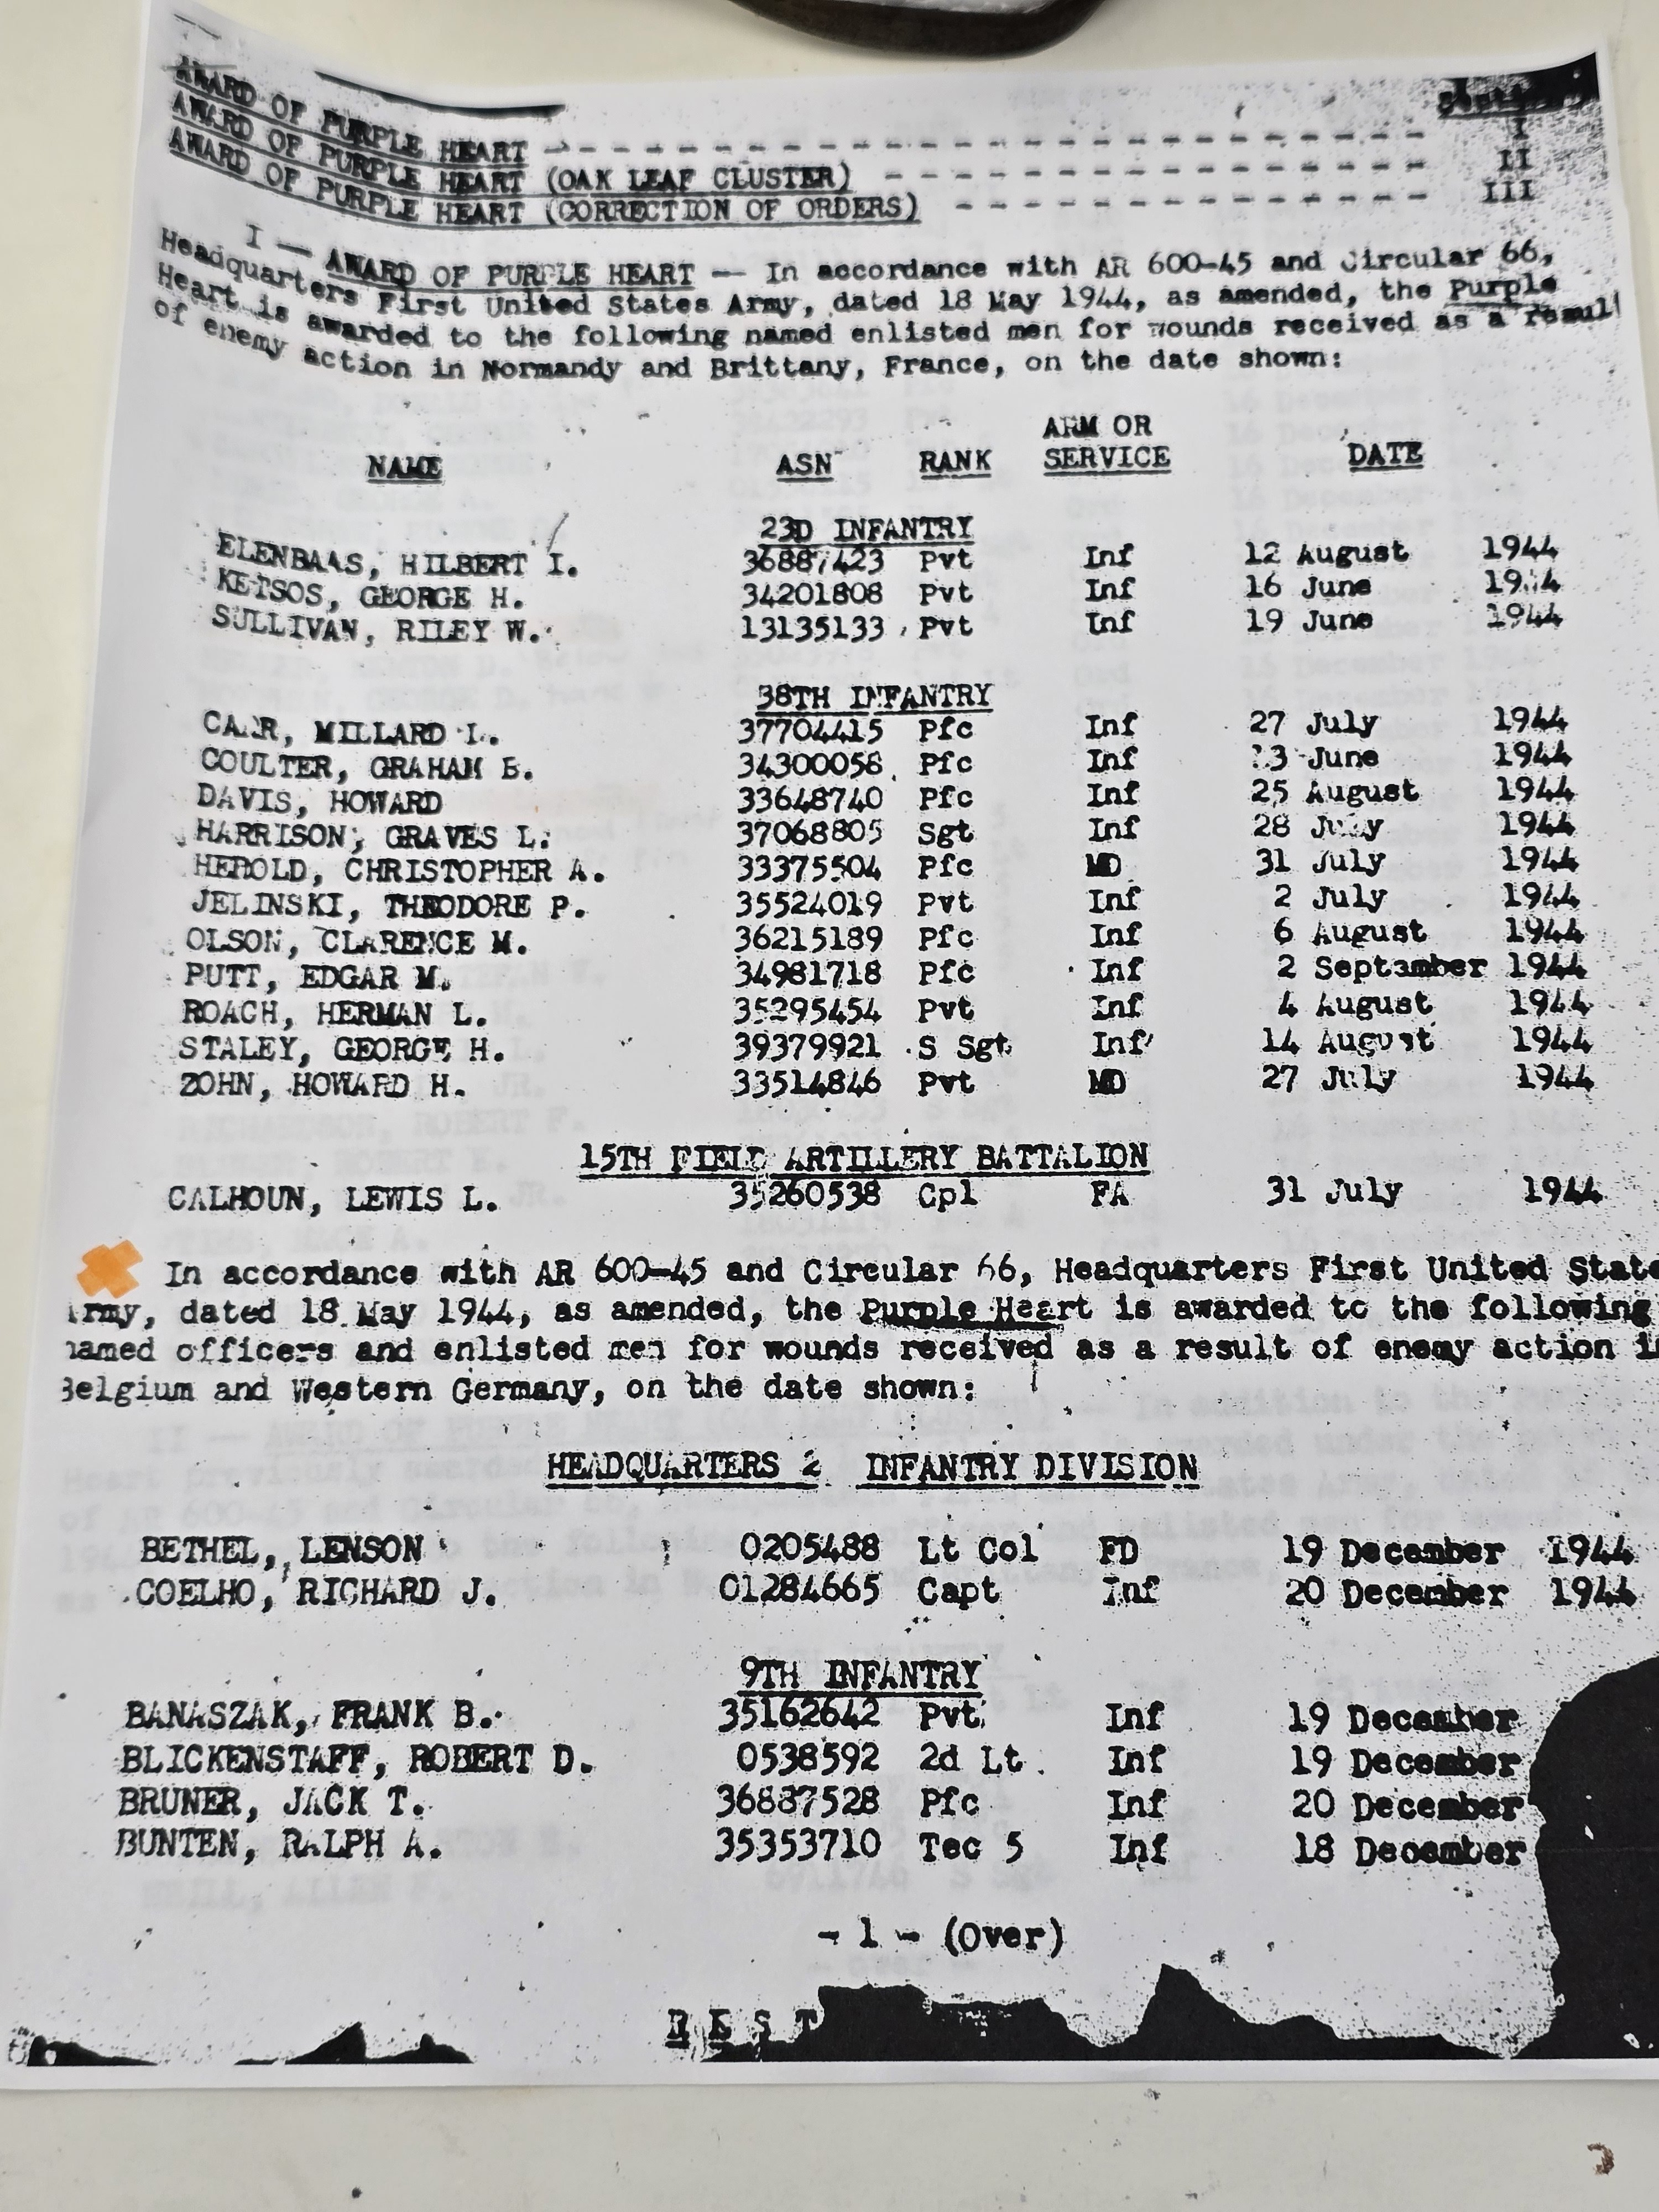 AWARD OF PURPLE HEART - - - - - - - - - - - - - - - - - - - - - - - - I
AWARD OF PURPLE HEART (OAK LEAF CLUSTER) - - - - - - - - - - - - - - II
AWARD OF PURPLE HEART (CORRECTION OF ORDERS) - - - - - - - - - - - - III
I — AWARD OF PURPLE HEART — In accordance with AR 600-45 and Circular 66,
Headquarters First United States Army, dated 18 May 1944, as amended, the Purple
Heart is awarded to the following named enlisted men for wounds received as a resul
of enemy action in Normandy and Brittany, France, on the date shown:
ARM OR
NAME ASN RANK SERVICE DATE
23D INFANTRY
ELENBAAS, HILBERT I. 36887423 Pvt Inf 12 August 1944
KETSOS, GEORGE H. 34201808 Pvt Inf 16 June 1944
SULLIVAN, RILEY W. 13135133 Pvt Inf 19 June 1944
38TH INFANTRY
CARR, MILLARD L. 37704415 Pfc Inf 27 July 1944
COULTER, GRAHAM B. 34300058 Pfc Inf 13 June 1944
DAVIS, HOWARD 33648740 Pfc Inf 25 August 1944
HARRISON, GRAVES L. 37068805 Sgt Inf 28 July 1944
HEROLD, CHRISTOPHER A. 33375504 Pfc MD 31 July 1944
JELINSKI, THEODORE P. 35524019 Pvt Inf 2 July 1944
OLSON, CLARENCE M. 36215189 Pfc Inf 6 August 1944
PUTT, EDGAR M. 34981718 Pfc Inf 2 September 1944
ROACH, HERMAN L. 35295454 Pvt Inf 4 August 1944
STALEY, GEORGE H. 39379921 S Sgt Inf 14 August 1944
ZOHN, HOWARD H. 33514846 Pvt MD 27 July 1944
15TH FIELD ARTILLERY BATTALION
CALHOUN, LEWIS L. 35260538 Cpl FA 31 July 1944
In accordance with AR 600-45 and Circular 66, Headquarters First United State
Army, dated 18 May 1944, as amended, the Purple Heart is awarded to the following
named officers and enlisted men for wounds received as a result of enemy action in
Belgium and Western Germany, on the date shown:
HEADQUARTERS 2 INFANTRY DIVISION
BETHEL, LENSON 0205488 Lt Col FD 19 December 1944
COELHO, RICHARD J. 01284665 Capt Inf 20 December 1944
9TH INFANTRY
BANASZAK, FRANK B. 35162642 Pvt Inf 19 December
BLICKENSTAFF, ROBERT D. 0538592 2d Lt Inf 19 December
BRUNER, JACK T. 36887528 Pfc Inf 20 December
BUNTEN, RALPH A. 35353710 Tec 5 Inf 18 December
- 1 - (Over)
R E S T